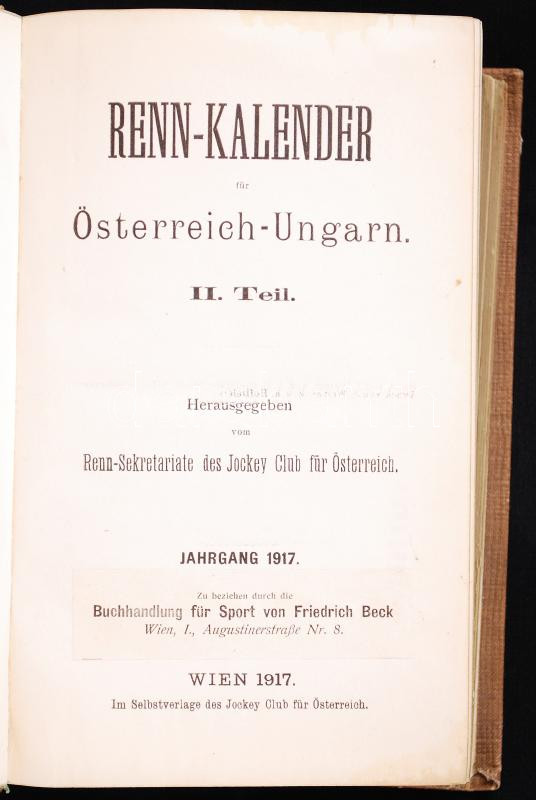 RENN-KALENDER
für
Österreich-Ungarn.
II. Teil.
Herausgegeben
vom
Renn-Sekretariate des Jockey Club für Österreich.
JAHRGANG 1917.
Zu beziehen durch die
Buchhandlung für Sport von Friedrich Beck
Wien, I., Augustinerstraße Nr. 8.
WIEN 1917.
Im Selbstverlage des Jockey Club für Österreich.